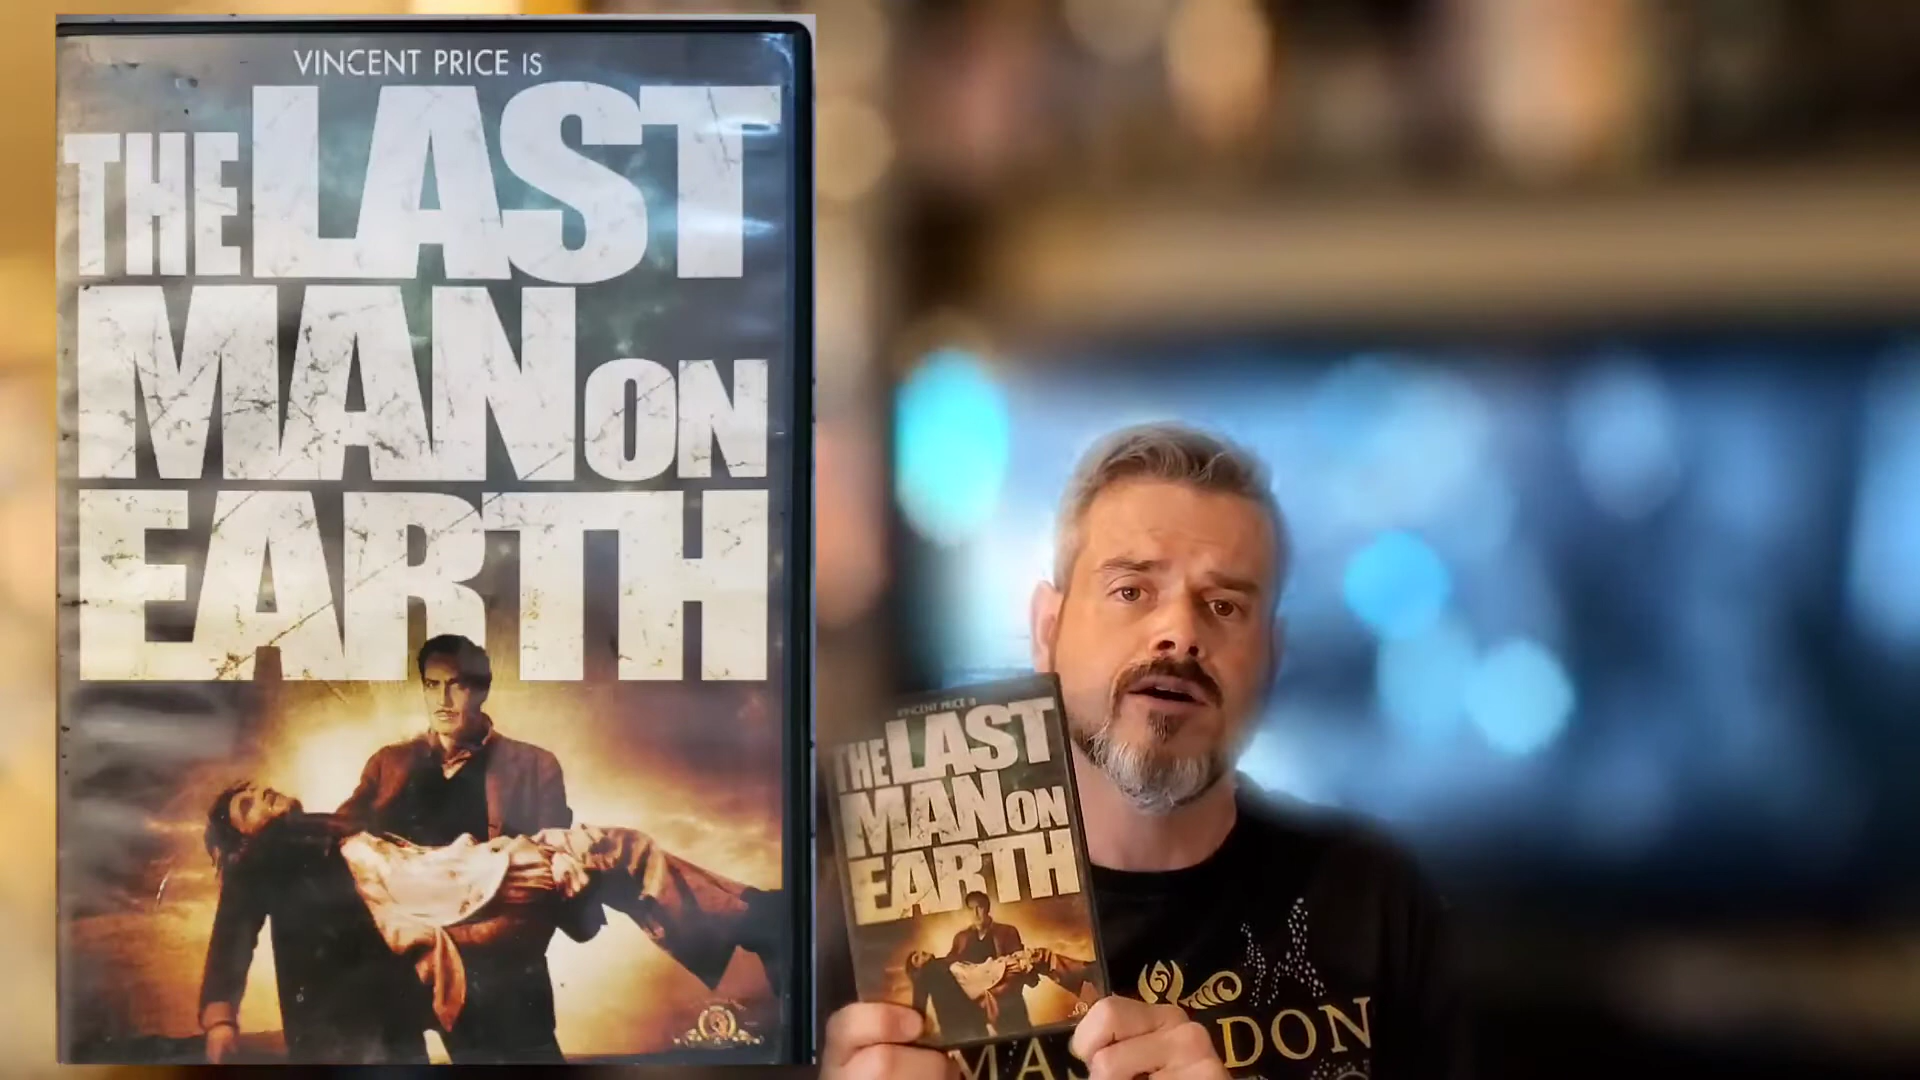 VINCENT PRICE IS
THE LAST
MAN ON
EARTH
VINCENT PRICE IS
THE LAST
MAN ON
EARTH
MAS DON